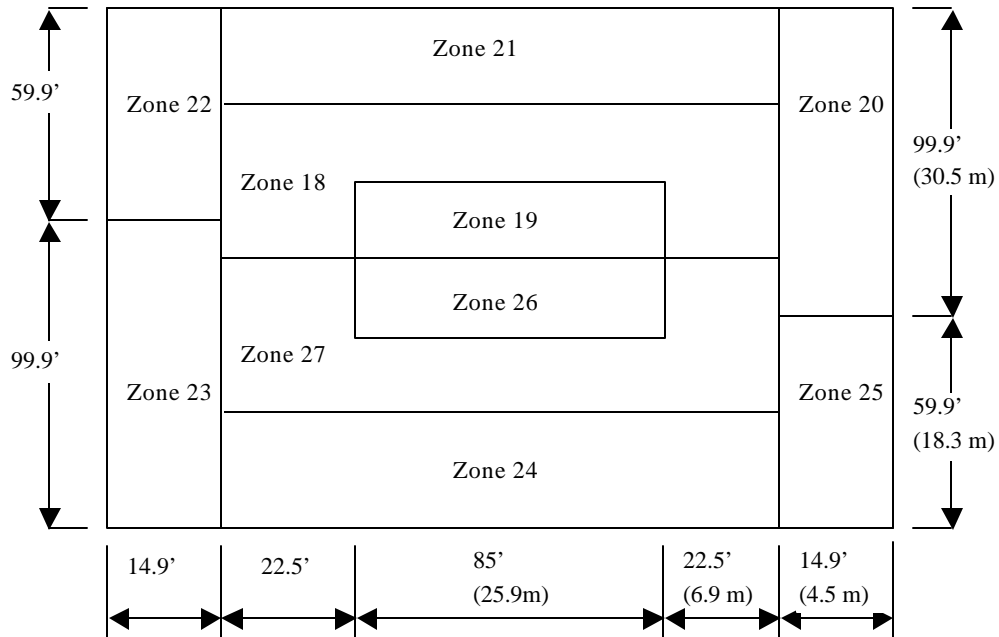 Zone 21
59.9’
Zone 22
Zone 20
99.9’
(30.5 m)
Zone 18
Zone 19
Zone 26
Zone 27
99.9’
Zone 23
Zone 25
59.9’
(18.3 m)
Zone 24
14.9’
22.5’
85’
(25.9m)
22.5’
(6.9 m)
14.9’
(4.5 m)